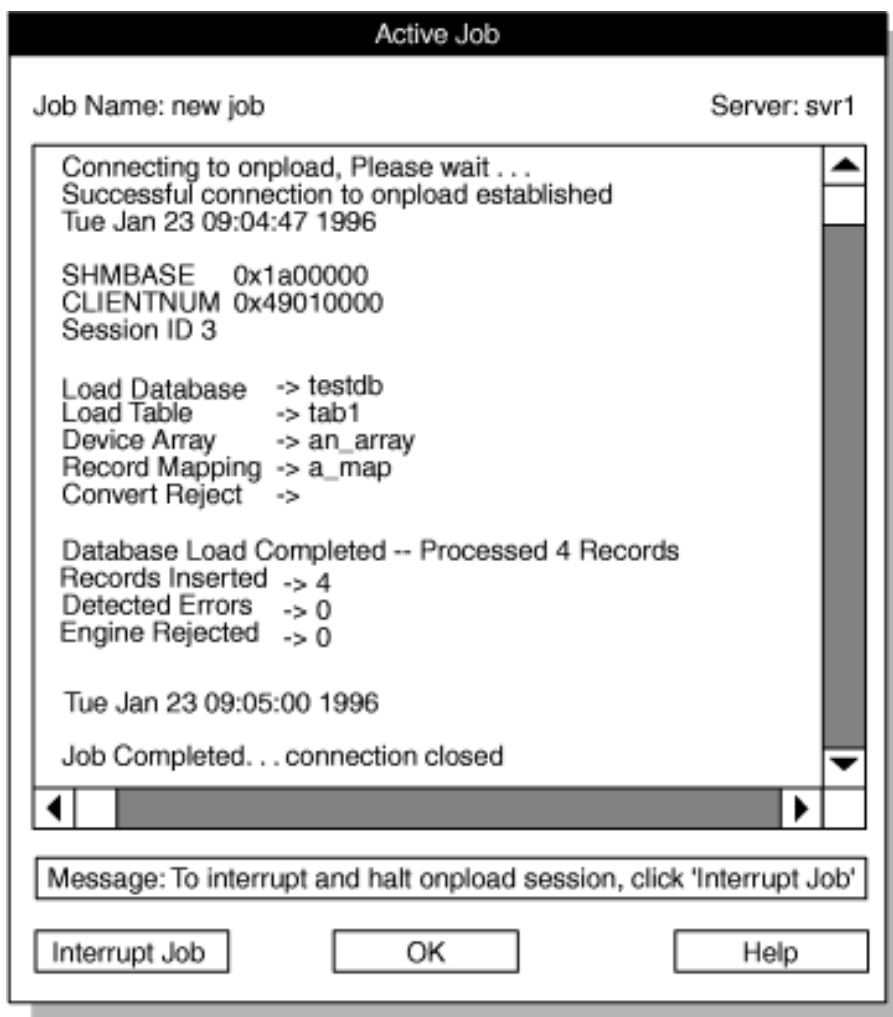 Active Job
Job Name: new job Server: svr1
Connecting to onpload, Please wait . . .
Successful connection to onpload established
Tue Jan 23 09:04:47 1996
SHMBASE 0x1a00000
CLIENTNUM 0x49010000
Session ID 3
Load Database -> testdb
Load Table -> tab1
Device Array -> an_array
Record Mapping -> a_map
Convert Reject ->
Database Load Completed -- Processed 4 Records
Records Inserted -> 4
Detected Errors -> 0
Engine Rejected -> 0
Tue Jan 23 09:05:00 1996
Job Completed. . . connection closed
Message: To interrupt and halt onpload session, click 'Interrupt Job'
Interrupt Job OK Help